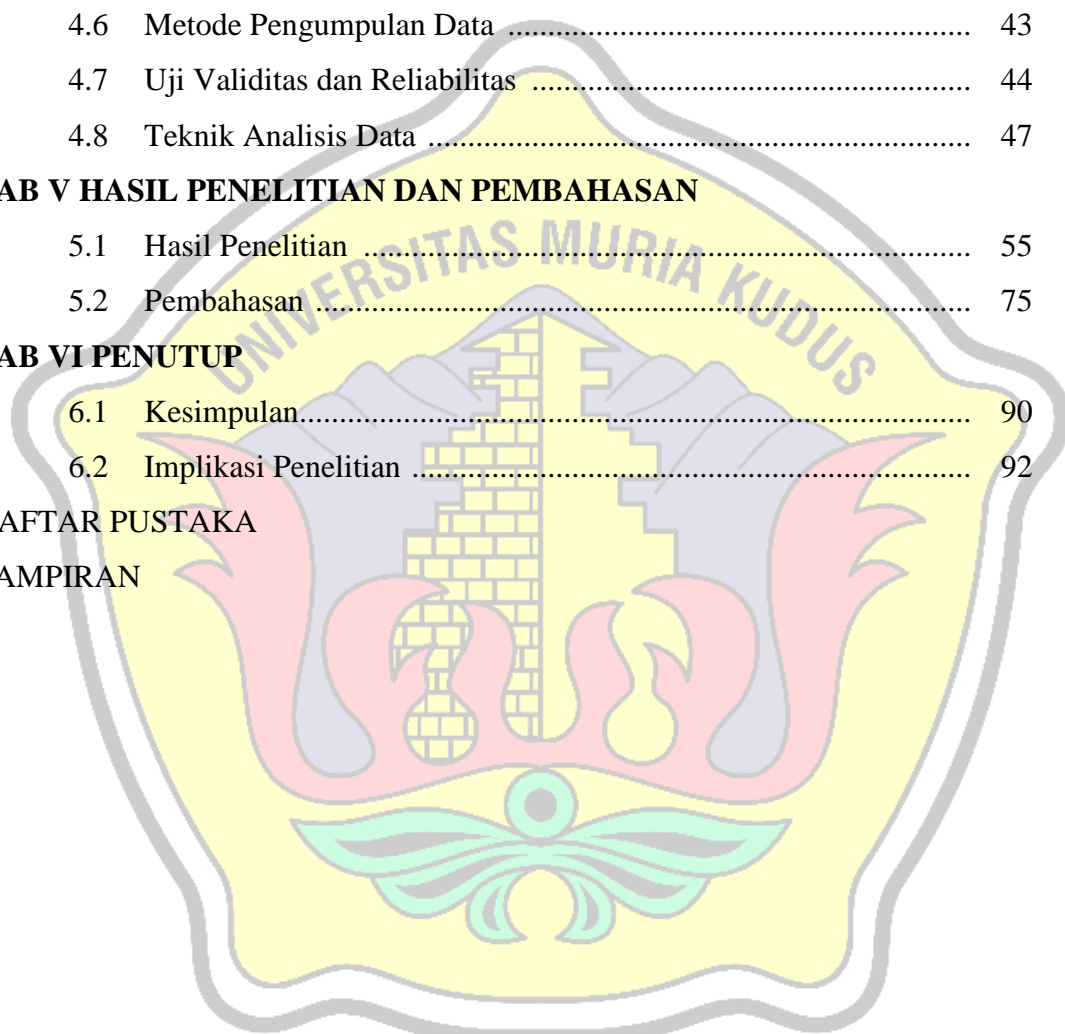 4.6 Metode Pengumpulan Data ........................................................... 43
4.7 Uji Validitas dan Reliabilitas ........................................................ 44
4.8 Teknik Analisis Data ..................................................................... 47
AB V HASIL PENELITIAN DAN PEMBAHASAN
5.1 Hasil Penelitian ............................................................................. 55
5.2 Pembahasan ................................................................................... 75
AB VI PENUTUP
6.1 Kesimpulan..................................................................................... 90
6.2 Implikasi Penelitian ....................................................................... 92
AFTAR PUSTAKA
AMPIRAN
UNIVERSITAS MURIA KUDUS